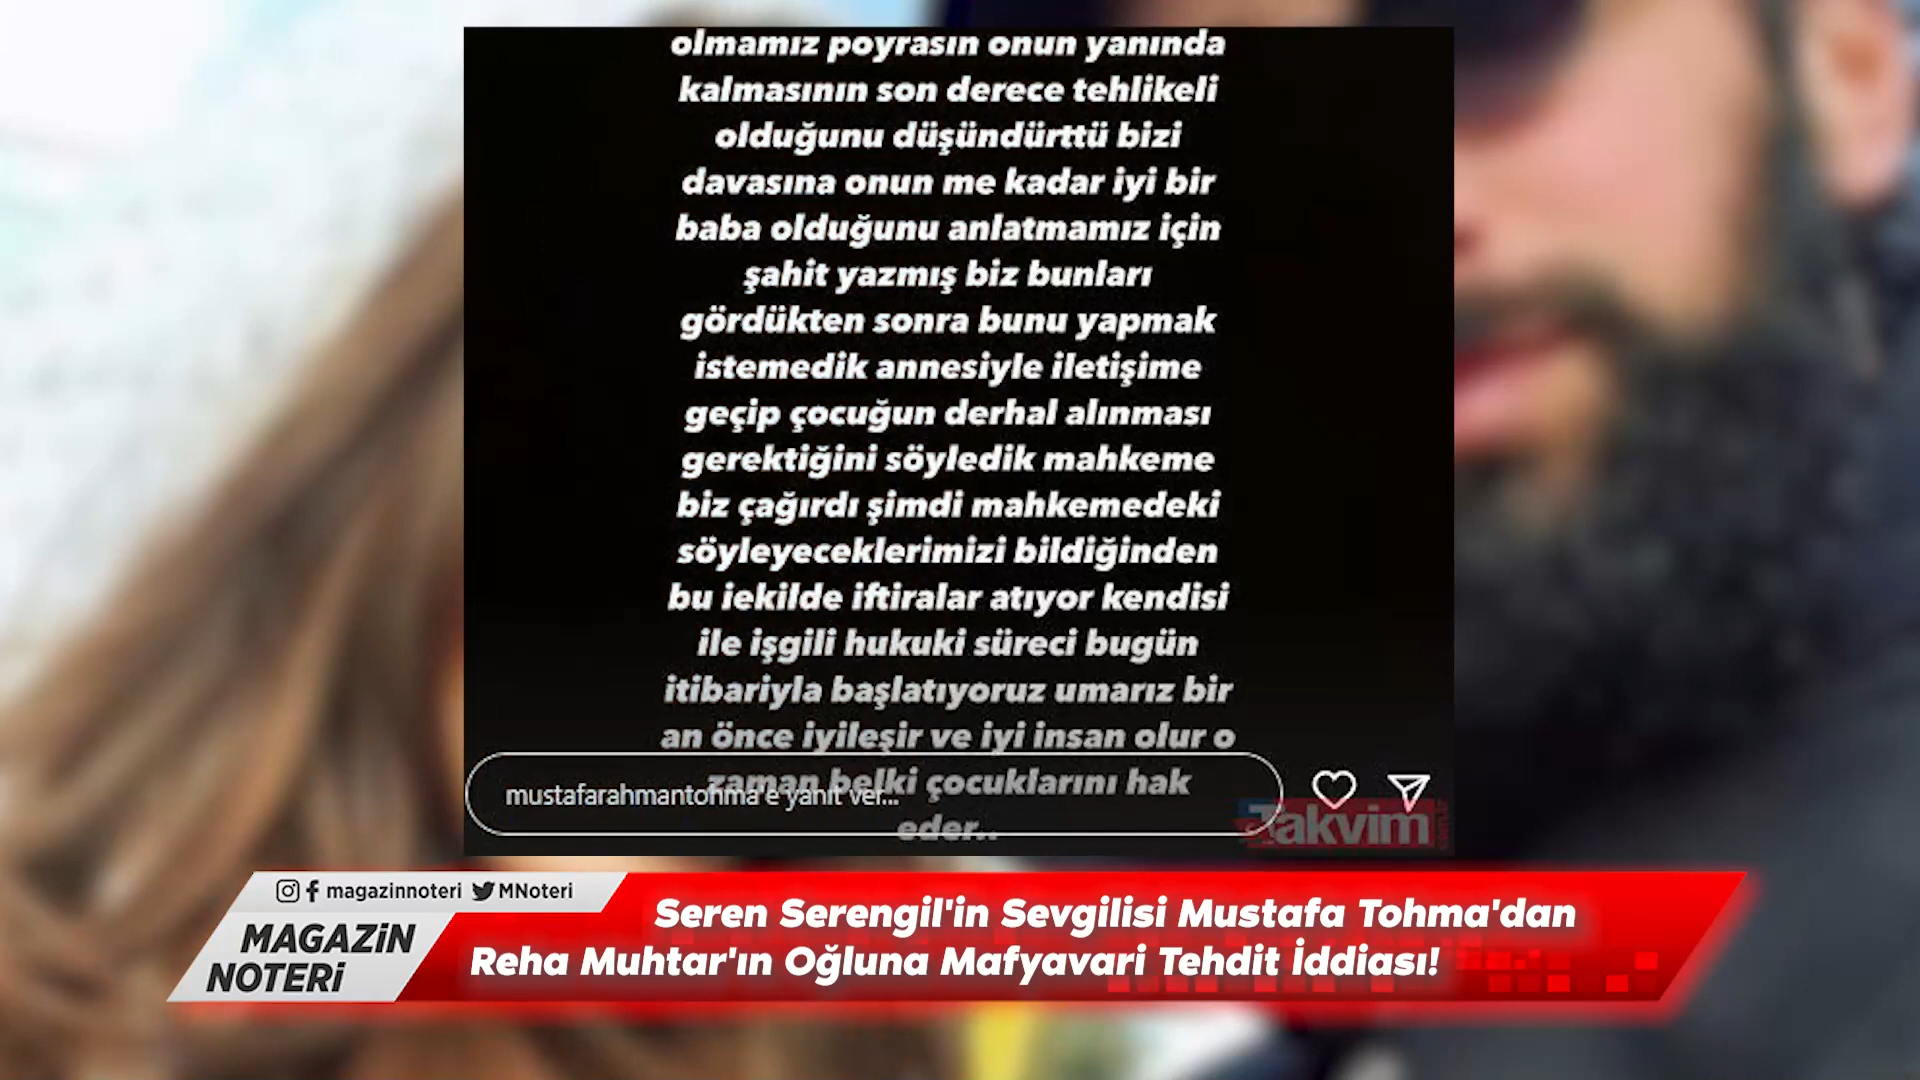 olmamız poyrasın onun yanında
kalmasının son derece tehlikeli
olduğunu düşündürttü bizi
davasına onun me kadar iyi bir
baba olduğunu anlatmamız için
şahit yazmış biz bunları
gördükten sonra bunu yapmak
istemedik annesiyle iletişime
geçip çocuğun derhal alınması
gerektiğini söyledik mahkeme
biz çağırdı şimdi mahkemedeki
söyleyeceklerimizi bildiğinden
bu iekilde iftiralar atıyor kendisi
ile işgili hukuki süreci bugün
itibariyla başlatıyoruz umarız bir
an önce iyileşir ve iyi insan olur o
zaman belki çocuklarını hak
eder..
mustafarahmantohma'e yanıt ver...
Takvim
magazinnoteri MNoteri
MAGAZiN
NOTERi
Seren Serengil'in Sevgilisi Mustafa Tohma'dan
Reha Muhtar'ın Oğluna Mafyavari Tehdit İddiası!